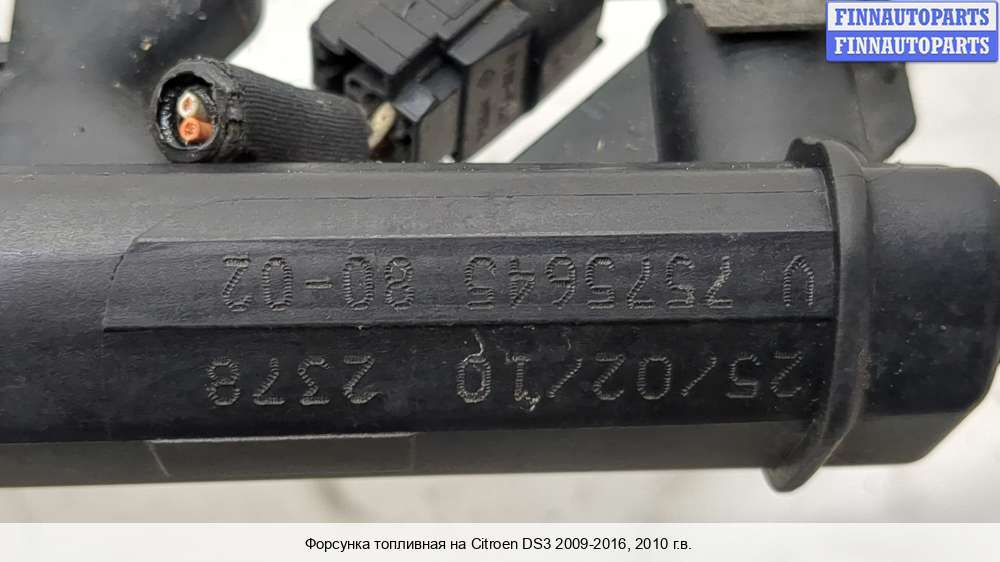 FINNAUTOPARTS
FINNAUTOPARTS
V 7575645 80-02
25/02/10 2378
Форсунка топливная на Citroen DS3 2009-2016, 2010 г.в.